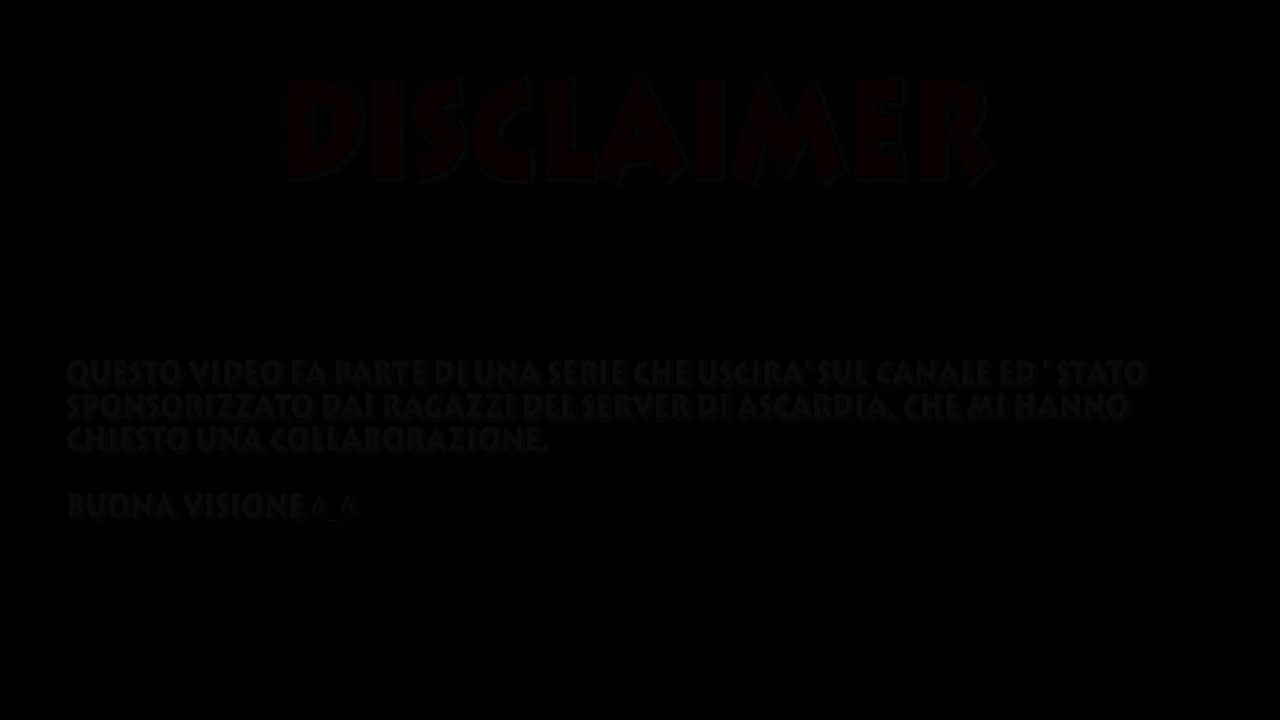 DISCLAIMER
QUESTO VIDEO FA PARTE DI UNA SERIE CHE USCIRA' SUL CANALE ED ' STATO
SPONSORIZZATO DAI RAGAZZI DEL SERVER DI ASCARDIA, CHE MI HANNO
CHIESTO UNA COLLABORAZIONE.
BUONA VISIONE ^_^